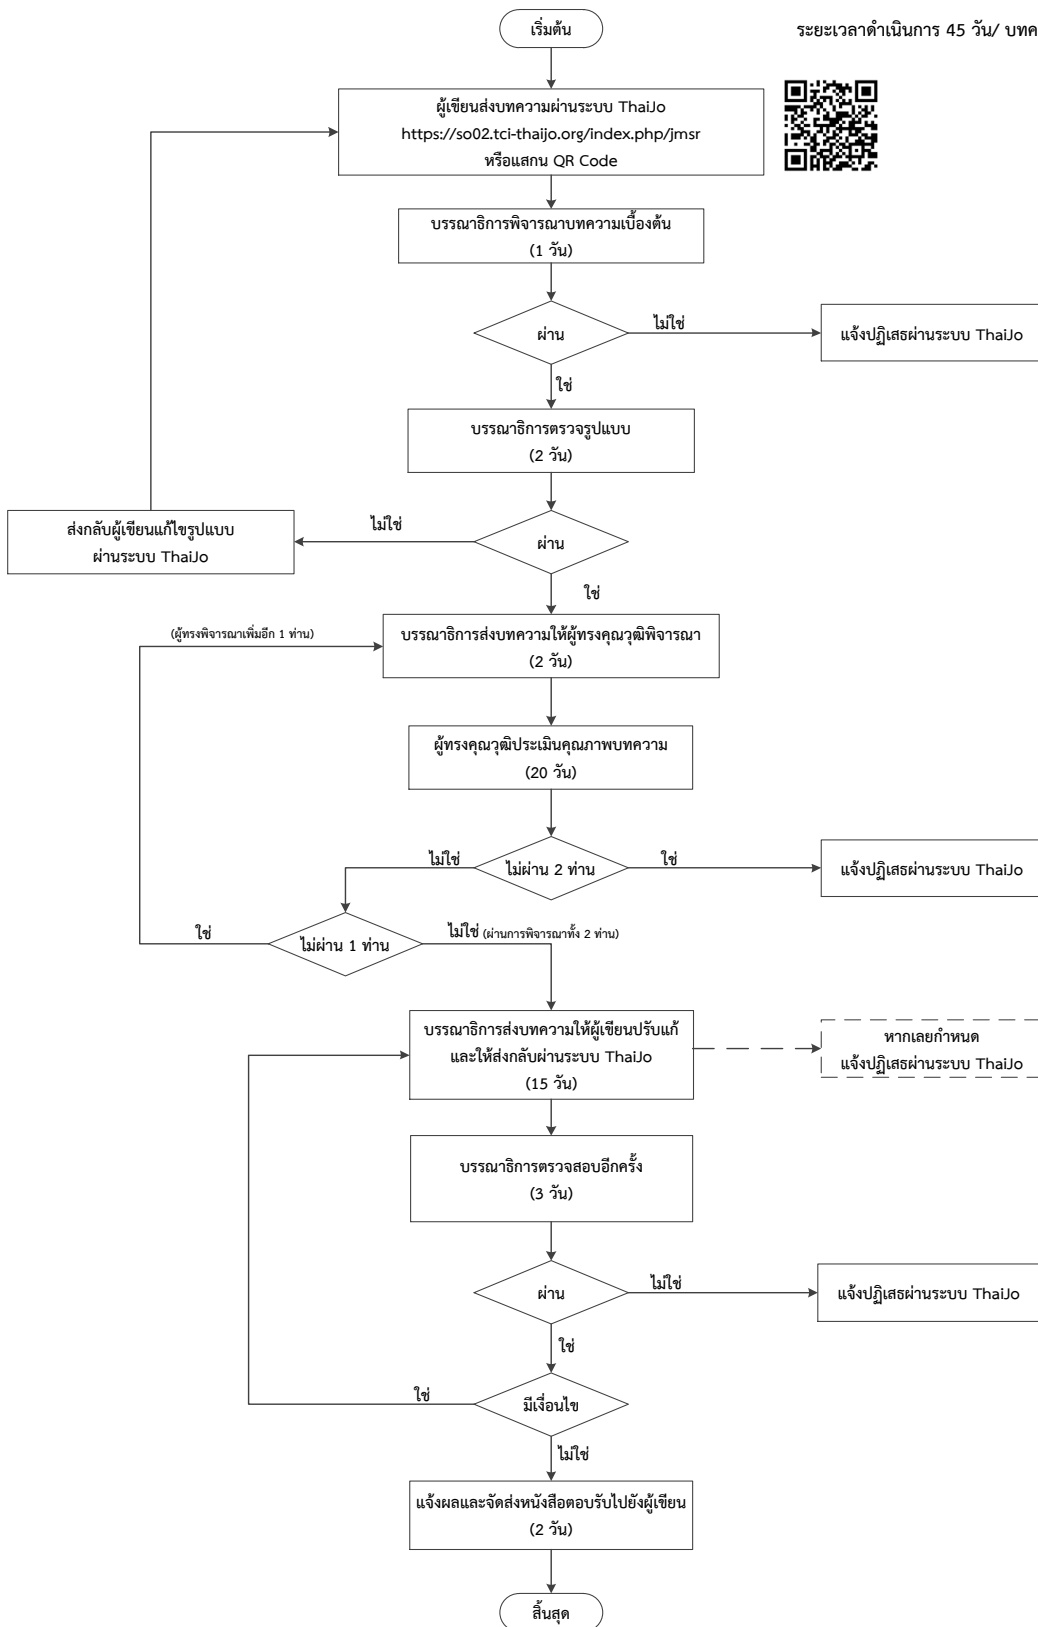 เริ่มต้น
ระยะเวลาดำเนินการ 45 วัน/ บทค
ผู้เขียนส่งบทความผ่านระบบ ThaiJo
https://so02.tci-thaijo.org/index.php/jmsr
หรือแสกน QR Code
บรรณาธิการพิจารณาบทความเบื้องต้น
(1 วัน)
ผ่าน
ไม่ใช่
แจ้งปฏิเสธผ่านระบบ ThaiJo
ใช่
บรรณาธิการตรวจรูปแบบ
(2 วัน)
ส่งกลับผู้เขียนแก้ไขรูปแบบ
ผ่านระบบ ThaiJo
ไม่ใช่
ผ่าน
ใช่
(ผู้ทรงพิจารณาเพิ่มอีก 1 ท่าน)
บรรณาธิการส่งบทความให้ผู้ทรงคุณวุฒิพิจารณา
(2 วัน)
ผู้ทรงคุณวุฒิประเมินคุณภาพบทความ
(20 วัน)
ไม่ใช่
ไม่ผ่าน 2 ท่าน
ใช่
แจ้งปฏิเสธผ่านระบบ ThaiJo
ใช่
ไม่ผ่าน 1 ท่าน
ไม่ใช่ (ผ่านการพิจารณาทั้ง 2 ท่าน)
บรรณาธิการส่งบทความให้ผู้เขียนปรับแก้
และให้ส่งกลับผ่านระบบ ThaiJo
(15 วัน)
หากเลยกำหนด
แจ้งปฏิเสธผ่านระบบ ThaiJo
บรรณาธิการตรวจสอบอีกครั้ง
(3 วัน)
ผ่าน
ไม่ใช่
แจ้งปฏิเสธผ่านระบบ ThaiJo
ใช่
ใช่
มีเงื่อนไข
ไม่ใช่
แจ้งผลและจัดส่งหนังสือตอบรับไปยังผู้เขียน
(2 วัน)
สิ้นสุด